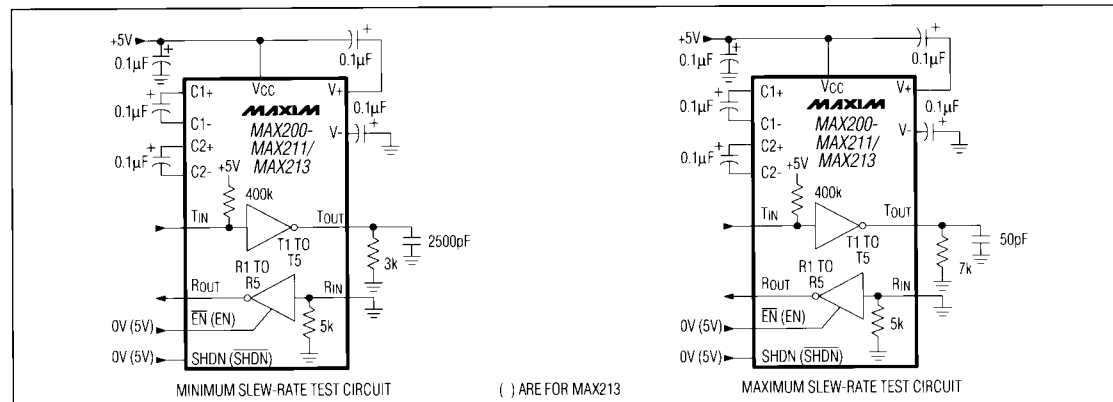 +5V
0.1µF
0.1µF
VCC
V+
0.1µF
C1+
C1-
0.1µF
C2+
C2-
MAXIM
MAX200-
MAX211/
MAX213
0.1µF
V-
+5V
400k
TIN
TOUT
T1 TO
T5
2500pF
3k
ROUT
R1 TO
R5
RIN
5k
0V (5V)
EN (EN)
0V (5V)
SHDN (SHDN)
MINIMUM SLEW-RATE TEST CIRCUIT
( ) ARE FOR MAX213
+5V
0.1µF
0.1µF
VCC
V+
0.1µF
C1+
C1-
0.1µF
C2+
C2-
MAXIM
MAX200-
MAX211/
MAX213
0.1µF
V-
+5V
400k
TIN
TOUT
T1 TO
T5
50pF
7k
ROUT
R1 TO
R5
RIN
5k
0V (5V)
EN (EN)
0V (5V)
SHDN (SHDN)
MAXIMUM SLEW-RATE TEST CIRCUIT